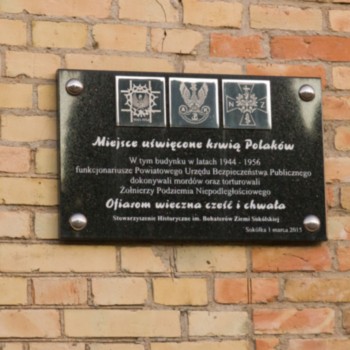 A K
N Z
Miejsce uświęcone krwią Polaków
W tym budynku w latach 1944 - 1956
funkcjonariusze Powiatowego Urzędu Bezpieczeństwa Publicznego
dokonywali mordów oraz torturowali
Żołnierzy Podziemia Niepodległościowego
Ofiarom wieczna cześć i chwała
Stowarzyszenie Historyczne im. Bohaterów Ziemi Sokólskiej
Sokółka 1 marca 2015